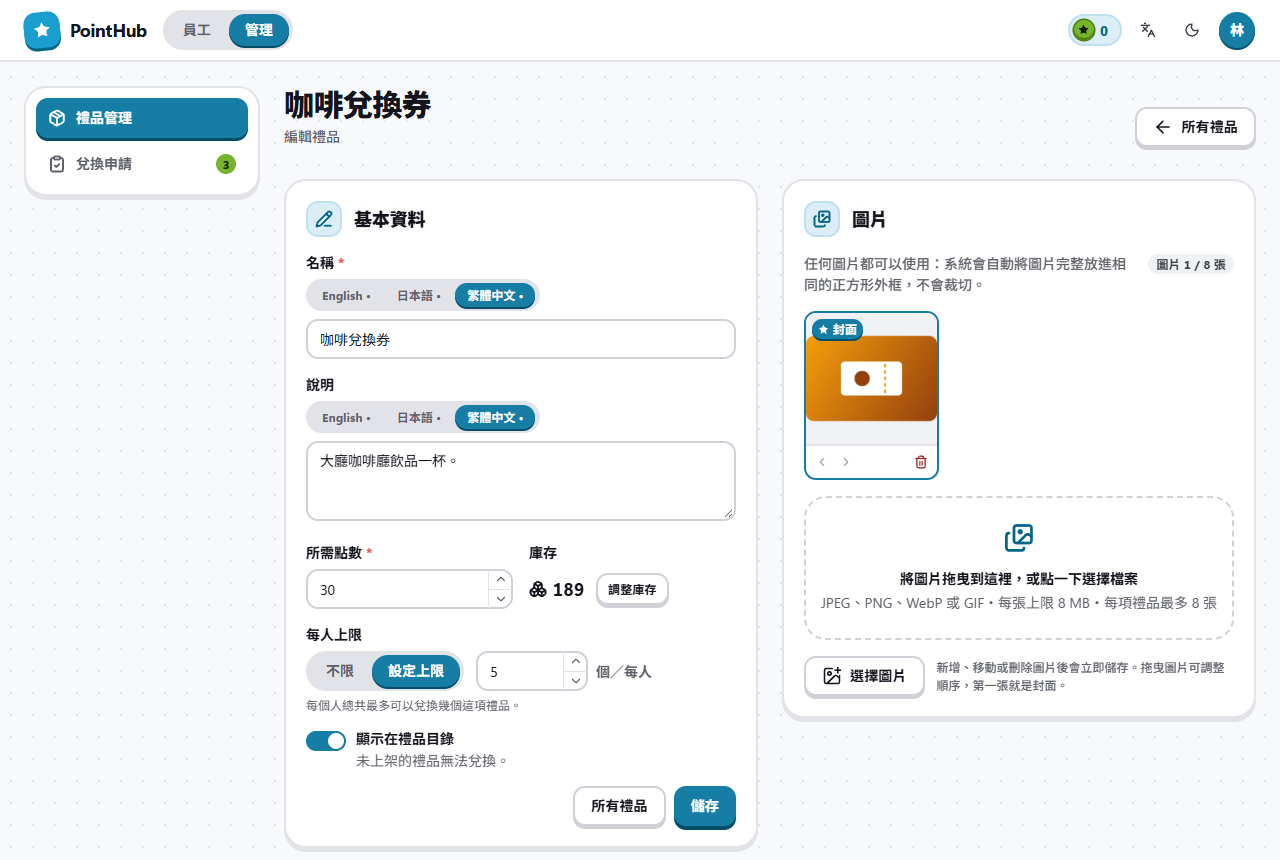 PointHub
員工
管理
0
林
禮品管理
兌換申請
3
咖啡兌換券
編輯禮品
所有禮品
基本資料
名稱 *
English •
日本語 •
繁體中文 •
咖啡兌換券
說明
English •
日本語 •
繁體中文 •
大廳咖啡廳飲品一杯。
所需點數 *
庫存
30
189
調整庫存
每人上限
不限
設定上限
5
個／每人
每個人總共最多可以兌換幾個這項禮品。
顯示在禮品目錄
未上架的禮品無法兌換。
所有禮品
儲存
圖片
任何圖片都可以使用：系統會自動將圖片完整放進相
同的正方形外框，不會裁切。
圖片 1 / 8 張
封面
將圖片拖曳到這裡，或點一下選擇檔案
JPEG、PNG、WebP 或 GIF・每張上限 8 MB・每項禮品最多 8 張
選擇圖片
新增、移動或刪除圖片後會立即儲存。拖曳圖片可調整
順序，第一張就是封面。